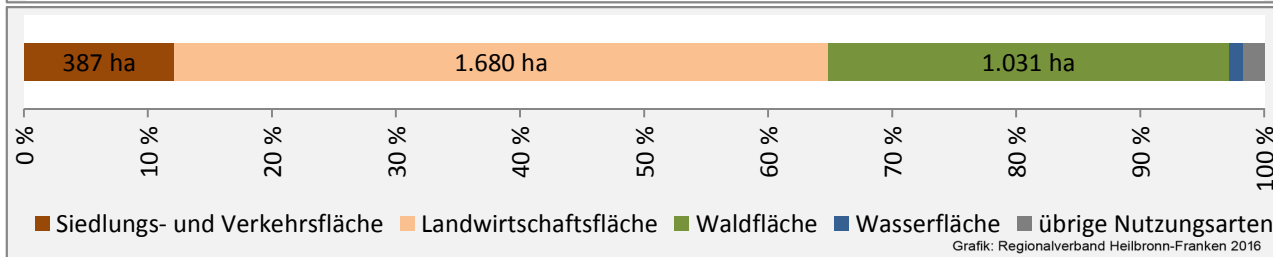 387 ha 1.680 ha 1.031 ha
0 % 10 % 20 % 30 % 40 % 50 % 60 % 70 % 80 % 90 % 100 %
Siedlungs- und Verkehrsfläche Landwirtschaftsfläche Waldfläche Wasserfläche übrige Nutzungsarten
Grafik: Regionalverband Heilbronn-Franken 2016